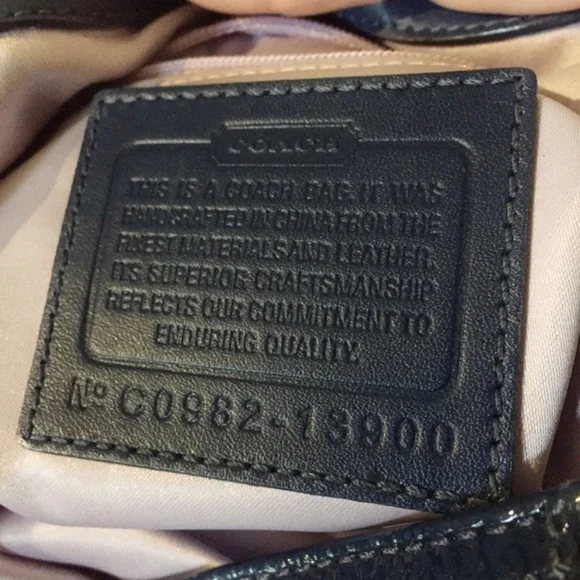 COACH
THIS IS A COACH BAG. IT WAS
HANDCRAFTED IN CHINA FROM THE
FINEST MATERIALS AND LEATHER.
ITS SUPERIOR CRAFTSMANSHIP
REFLECTS OUR COMMITMENT TO
ENDURING QUALITY.
Nº C0982-13900